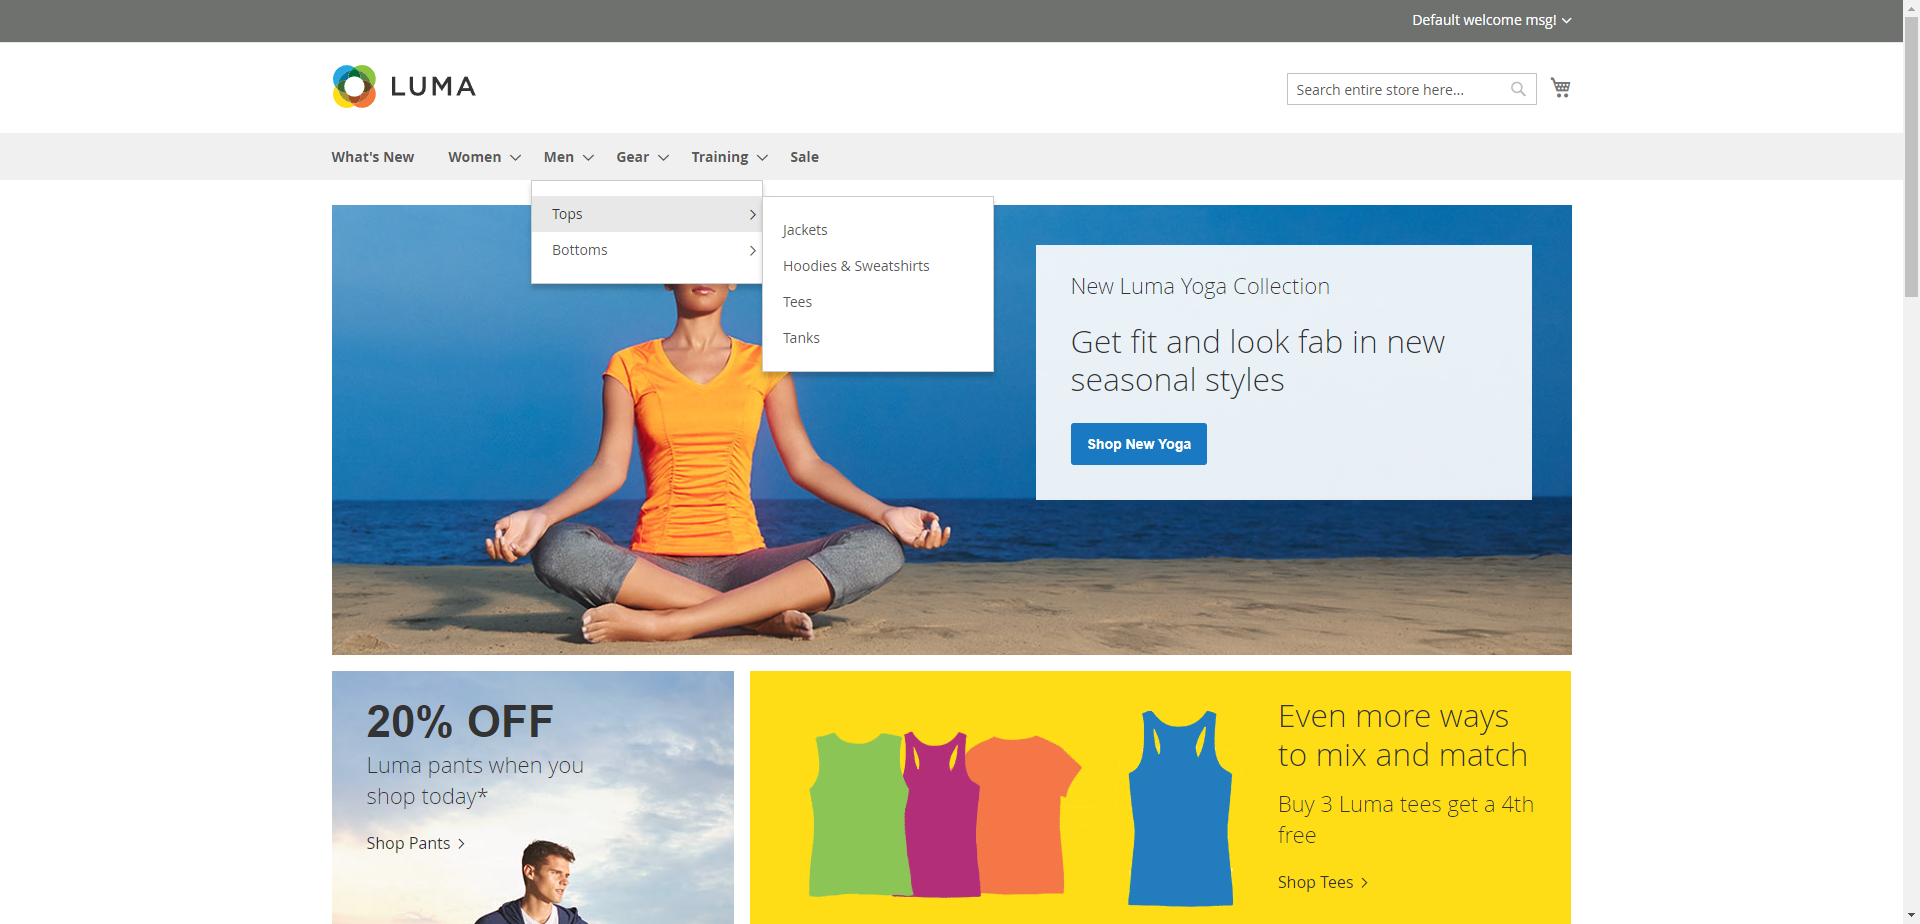 Default welcome msg!
LUMA
Search entire store here...
What's New
Women
Men
Gear
Training
Sale
Tops
Bottoms
Jackets
Hoodies & Sweatshirts
Tees
Tanks
New Luma Yoga Collection
Get fit and look fab in new
seasonal styles
Shop New Yoga
20% OFF
Luma pants when you
shop today*
Shop Pants
Even more ways
to mix and match
Buy 3 Luma tees get a 4th
free
Shop Tees